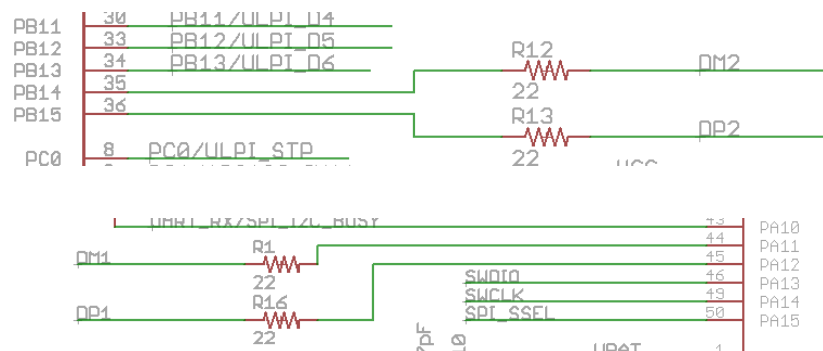 30 PB11/ULPI_D4
PB11
33 PB12/ULPI_D5
PB12
34 PB13/ULPI_D6
PB13
35
PB14
36
PB15
R12
22
DM2
R13
22
DP2
8 PC0/ULPI_STP
PC0
43
PA10
44
PA11
45
PA12
46
PA13
49
PA14
50
PA15
DM1
R1
22
DP1
R16
22
SWDIO
SWCLK
SPI_SSEL
10
1